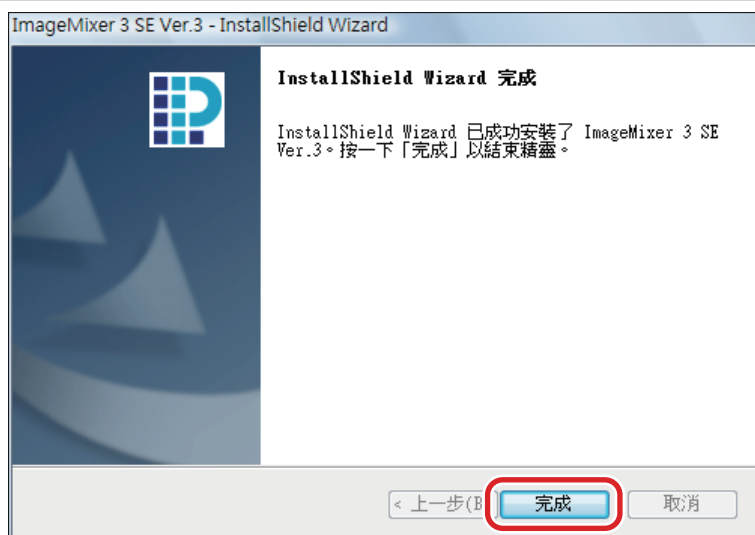 ImageMixer 3 SE Ver.3 - InstallShield Wizard
InstallShield Wizard 完成
InstallShield Wizard 已成功安裝了 ImageMixer 3 SE
Ver.3。按一下「完成」以結束精靈。
< 上一步(B
完成
取消